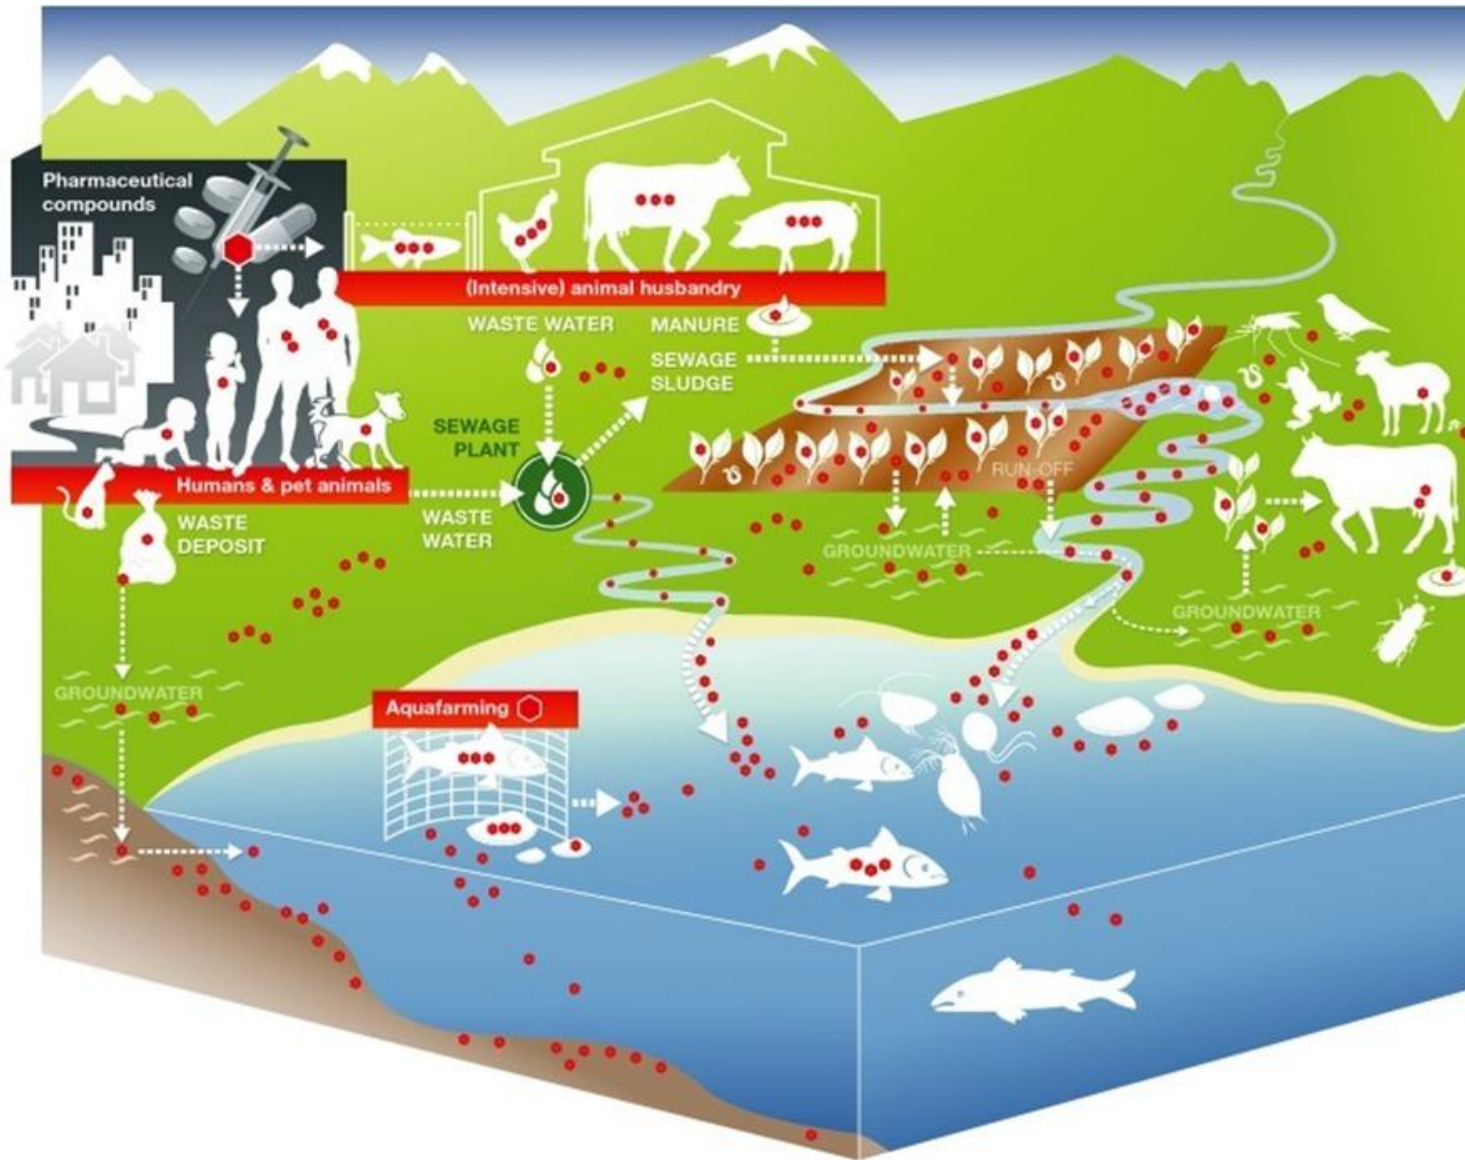 Pharmaceutical
compounds
(Intensive) animal husbandry
WASTE WATER
MANURE
SEWAGE
SLUDGE
SEWAGE
PLANT
Humans & pet animals
WASTE
DEPOSIT
WASTE
WATER
RUN-OFF
GROUNDWATER
GROUNDWATER
GROUNDWATER
Aquafarming